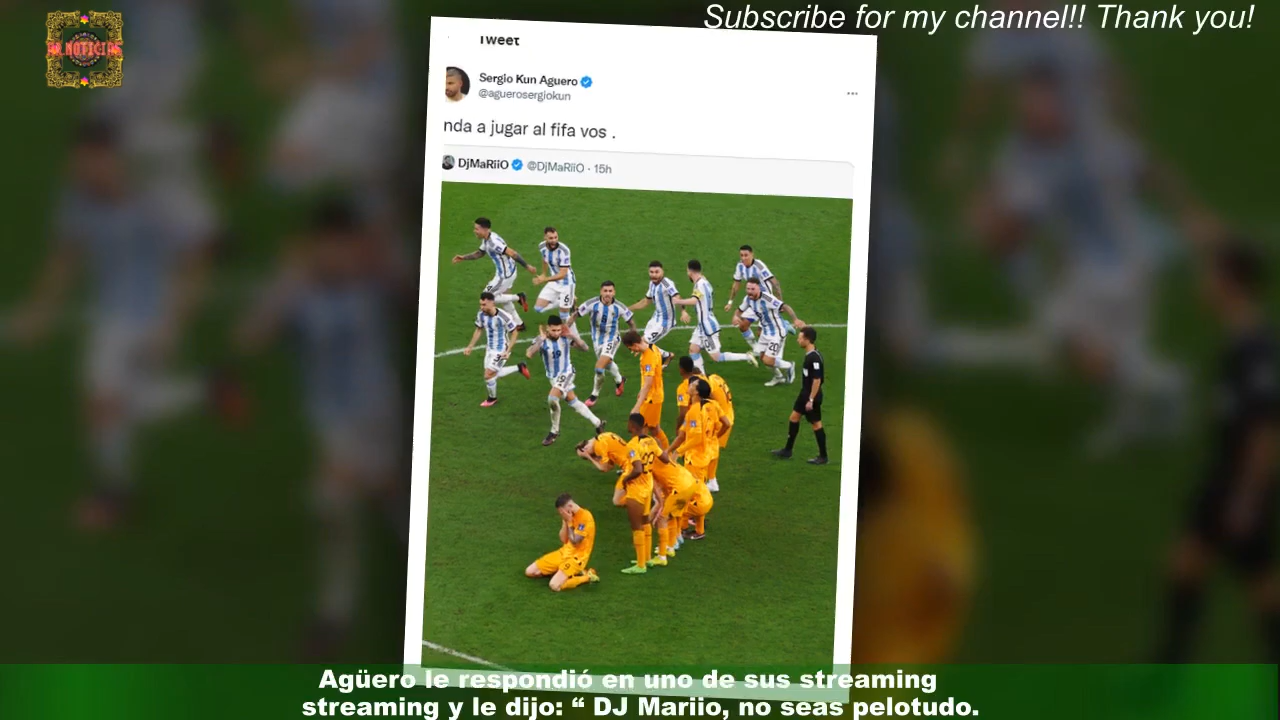 Subscribe for my channel!! Thank you!
Tweet
Sergio Kun Aguero
@aguerosergiokun
nda a jugar al fifa vos .
DjMaRiiO @DjMaRiiO · 15h
Agüero le respondió en uno de sus streaming
streaming y le dijo: “ DJ Mariio, no seas pelotudo.